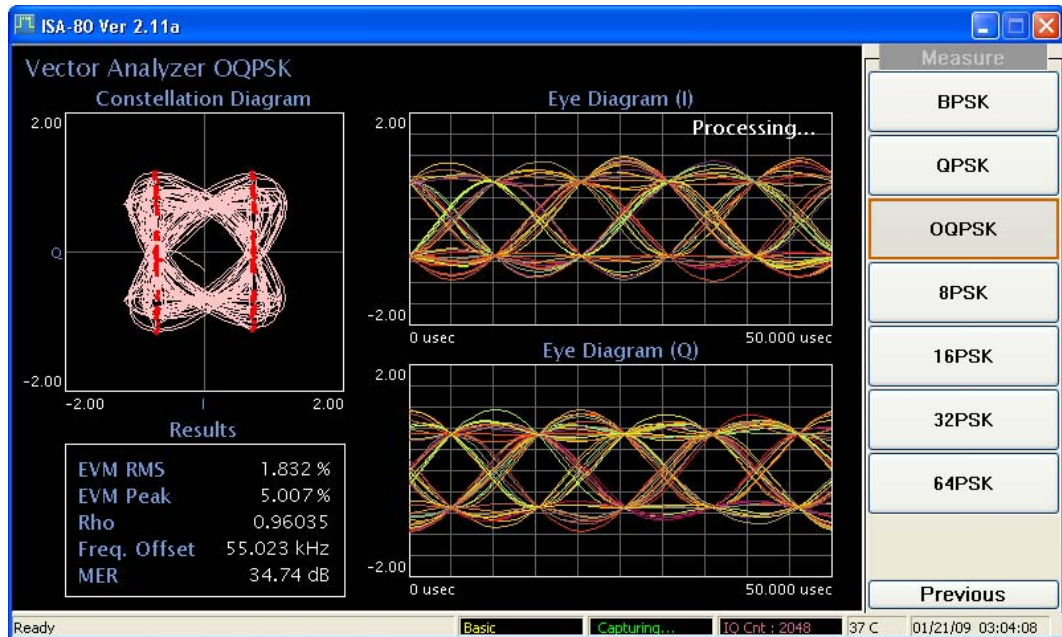 ISA-80 Ver 2.11a
Vector Analyzer OQPSK
Constellation Diagram
2.00
Q
-2.00
-2.00
I
2.00
Eye Diagram (I)
2.00
Processing...
-2.00
0 usec
50.000 usec
Eye Diagram (Q)
2.00
-2.00
0 usec
50.000 usec
Results
EVM RMS 1.832 %
EVM Peak 5.007%
Rho 0.96035
Freq. Offset 55.023 kHz
MER 34.74 dB
Measure
BPSK
QPSK
OQPSK
8PSK
16PSK
32PSK
64PSK
Previous
Ready
Basic
Capturing...
IQ Cnt : 2048
37 C
01/21/09 03:04:08